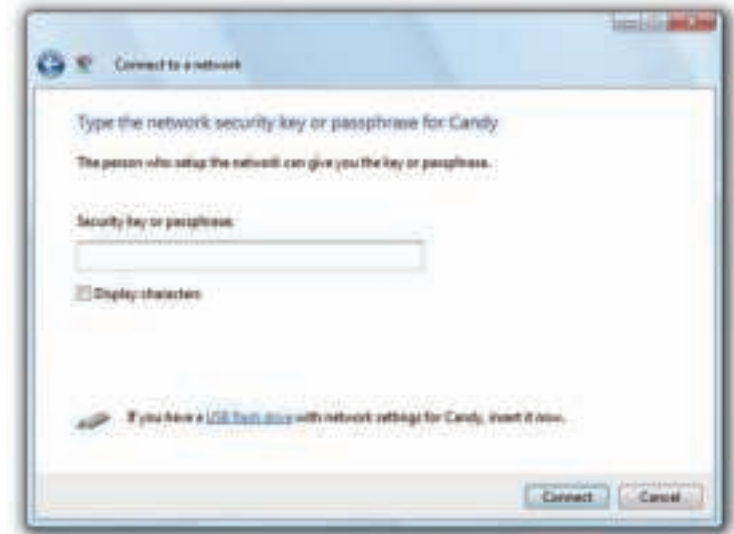 Connect to a network
Type the network security key or passphrase for Candy
The person who setup the network can give you the key or passphrase.
Security key or passphrase:
Display characters
If you have a USB flash drive with network settings for Candy, insert it now.
Connect Cancel